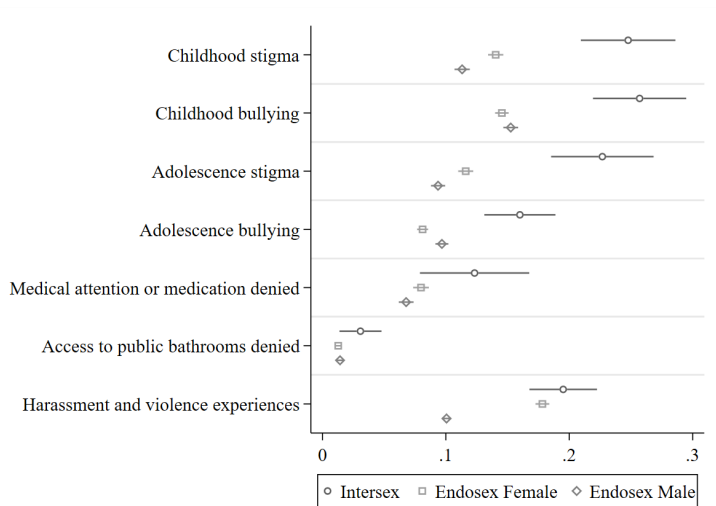 Childhood stigma
Childhood bullying
Adolescence stigma
Adolescence bullying
Medical attention or medication denied
Access to public bathrooms denied
Harassment and violence experiences
0 .1 .2 .3
Intersex Endosex Female Endosex Male